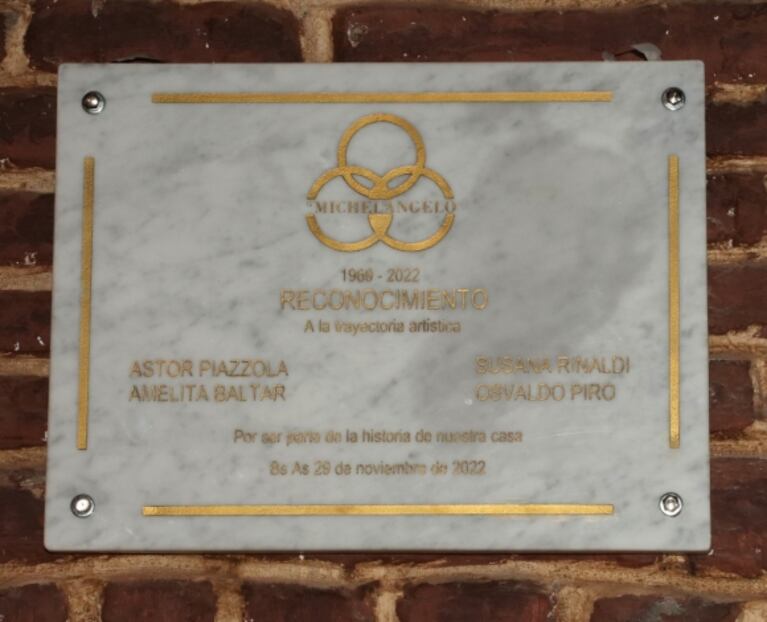 MICHELANGELO
1969 - 2022
RECONOCIMIENTO
A la trayectoria artística
ASTOR PIAZZOLA
AMELITA BALTAR
SUSANA RINALDI
OSVALDO PIRO
Por ser parte de la historia de nuestra casa
Bs As 29 de noviembre de 2022